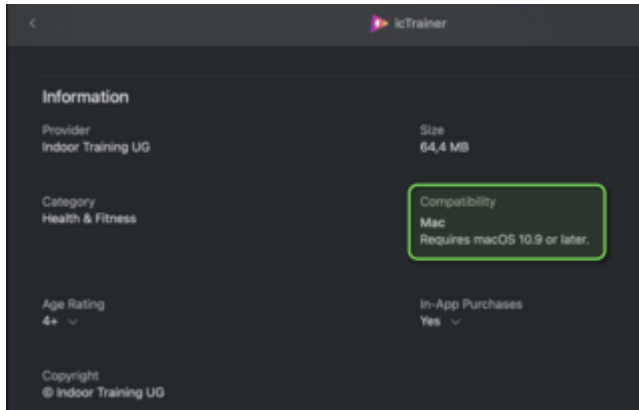 icTrainer
Information
Provider
Indoor Training UG
Size
64,4 MB
Category
Health & Fitness
Compatibility
Mac
Requires macOS 10.9 or later.
Age Rating
4+
In-App Purchases
Yes
Copyright
© Indoor Training UG